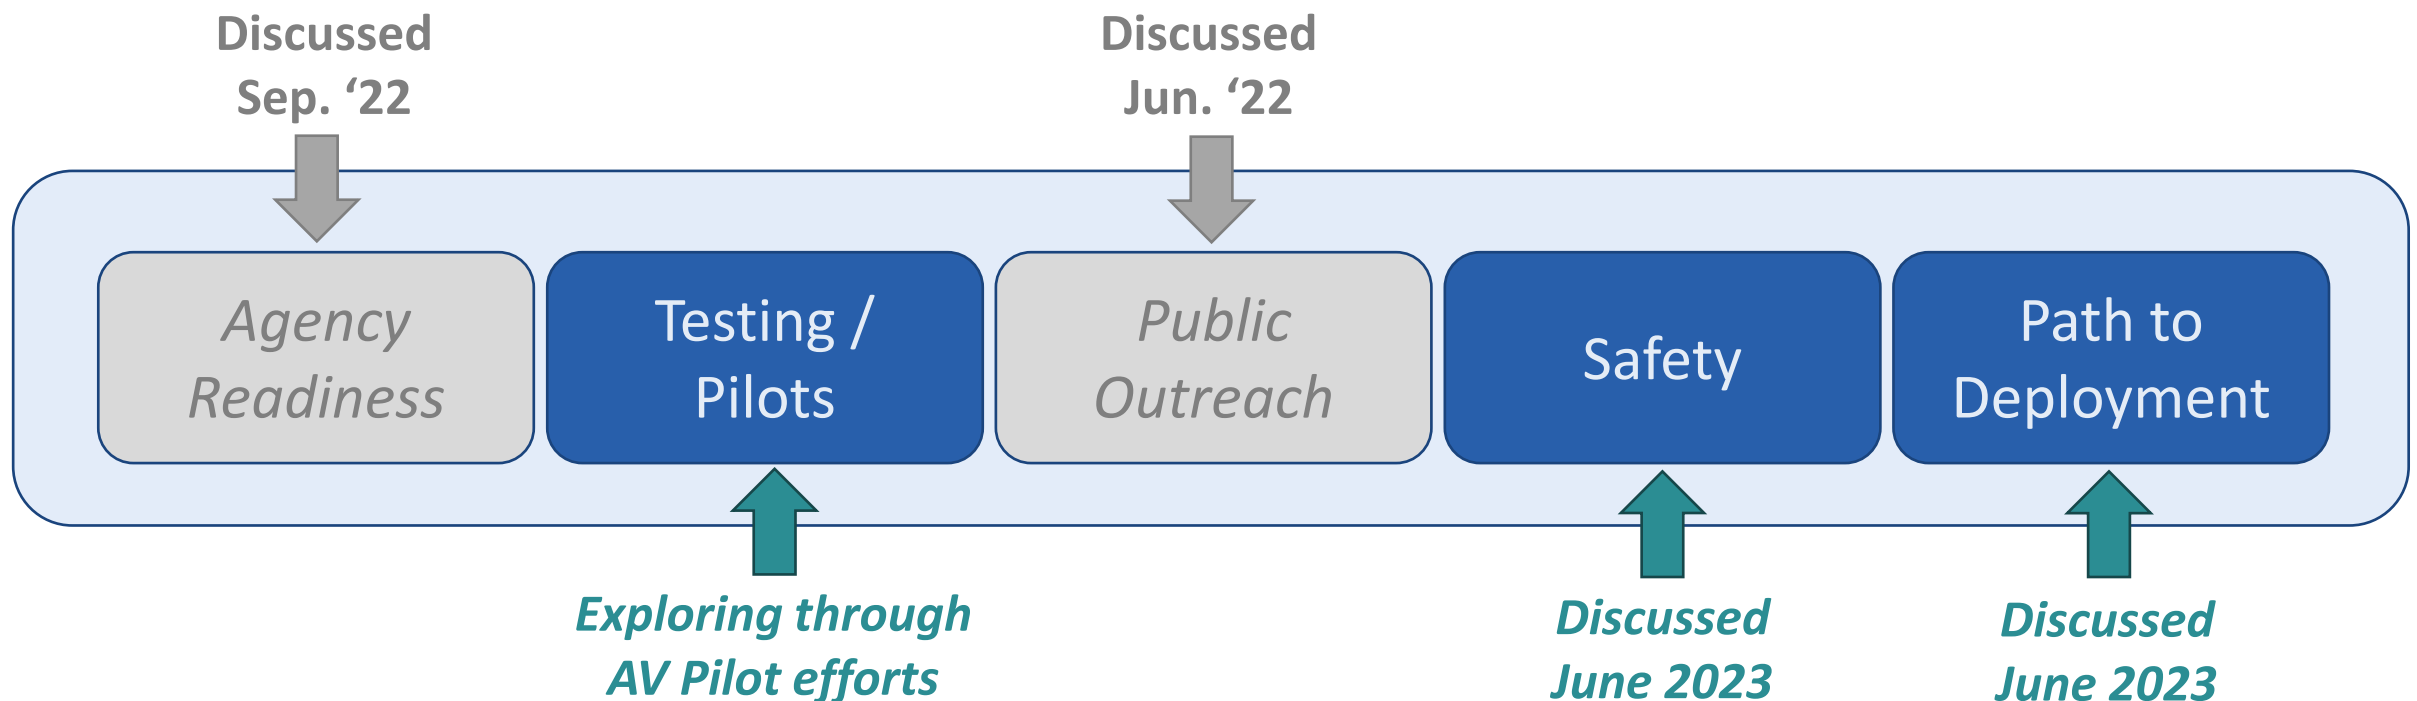 Discussed
Sep. ‘22
Discussed
Jun. ‘22
Agency
Readiness
Testing /
Pilots
Public
Outreach
Safety
Path to
Deployment
Exploring through
AV Pilot efforts
Discussed
June 2023
Discussed
June 2023